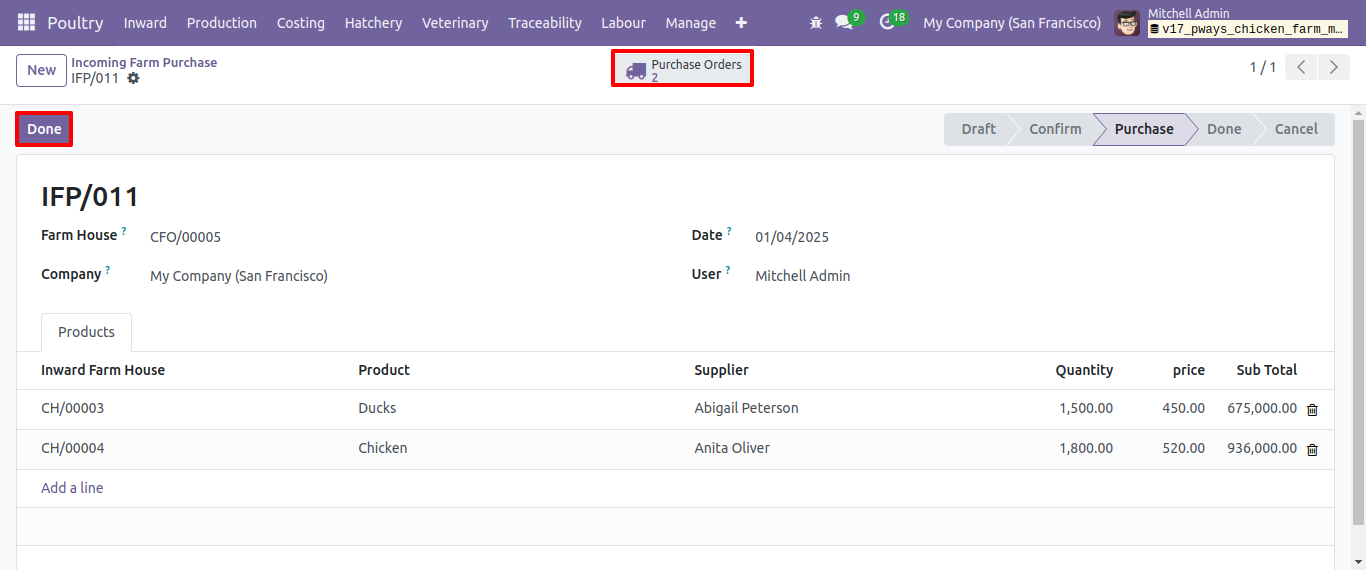 Poultry Inward Production Costing Hatchery Veterinary Traceability Labour Manage 9 18 My Company (San Francisco) Mitchell Admin
v17_pways_chicken_farm_m...
New Incoming Farm Purchase Purchase Orders
IFP/011 2 1 / 1
Done Draft Confirm Purchase Done Cancel
IFP/011
Farm House ? CFO/00005 Date ? 01/04/2025
Company ? My Company (San Francisco) User ? Mitchell Admin
Products
Inward Farm House Product Supplier Quantity price Sub Total
CH/00003 Ducks Abigail Peterson 1,500.00 450.00 675,000.00
CH/00004 Chicken Anita Oliver 1,800.00 520.00 936,000.00
Add a line